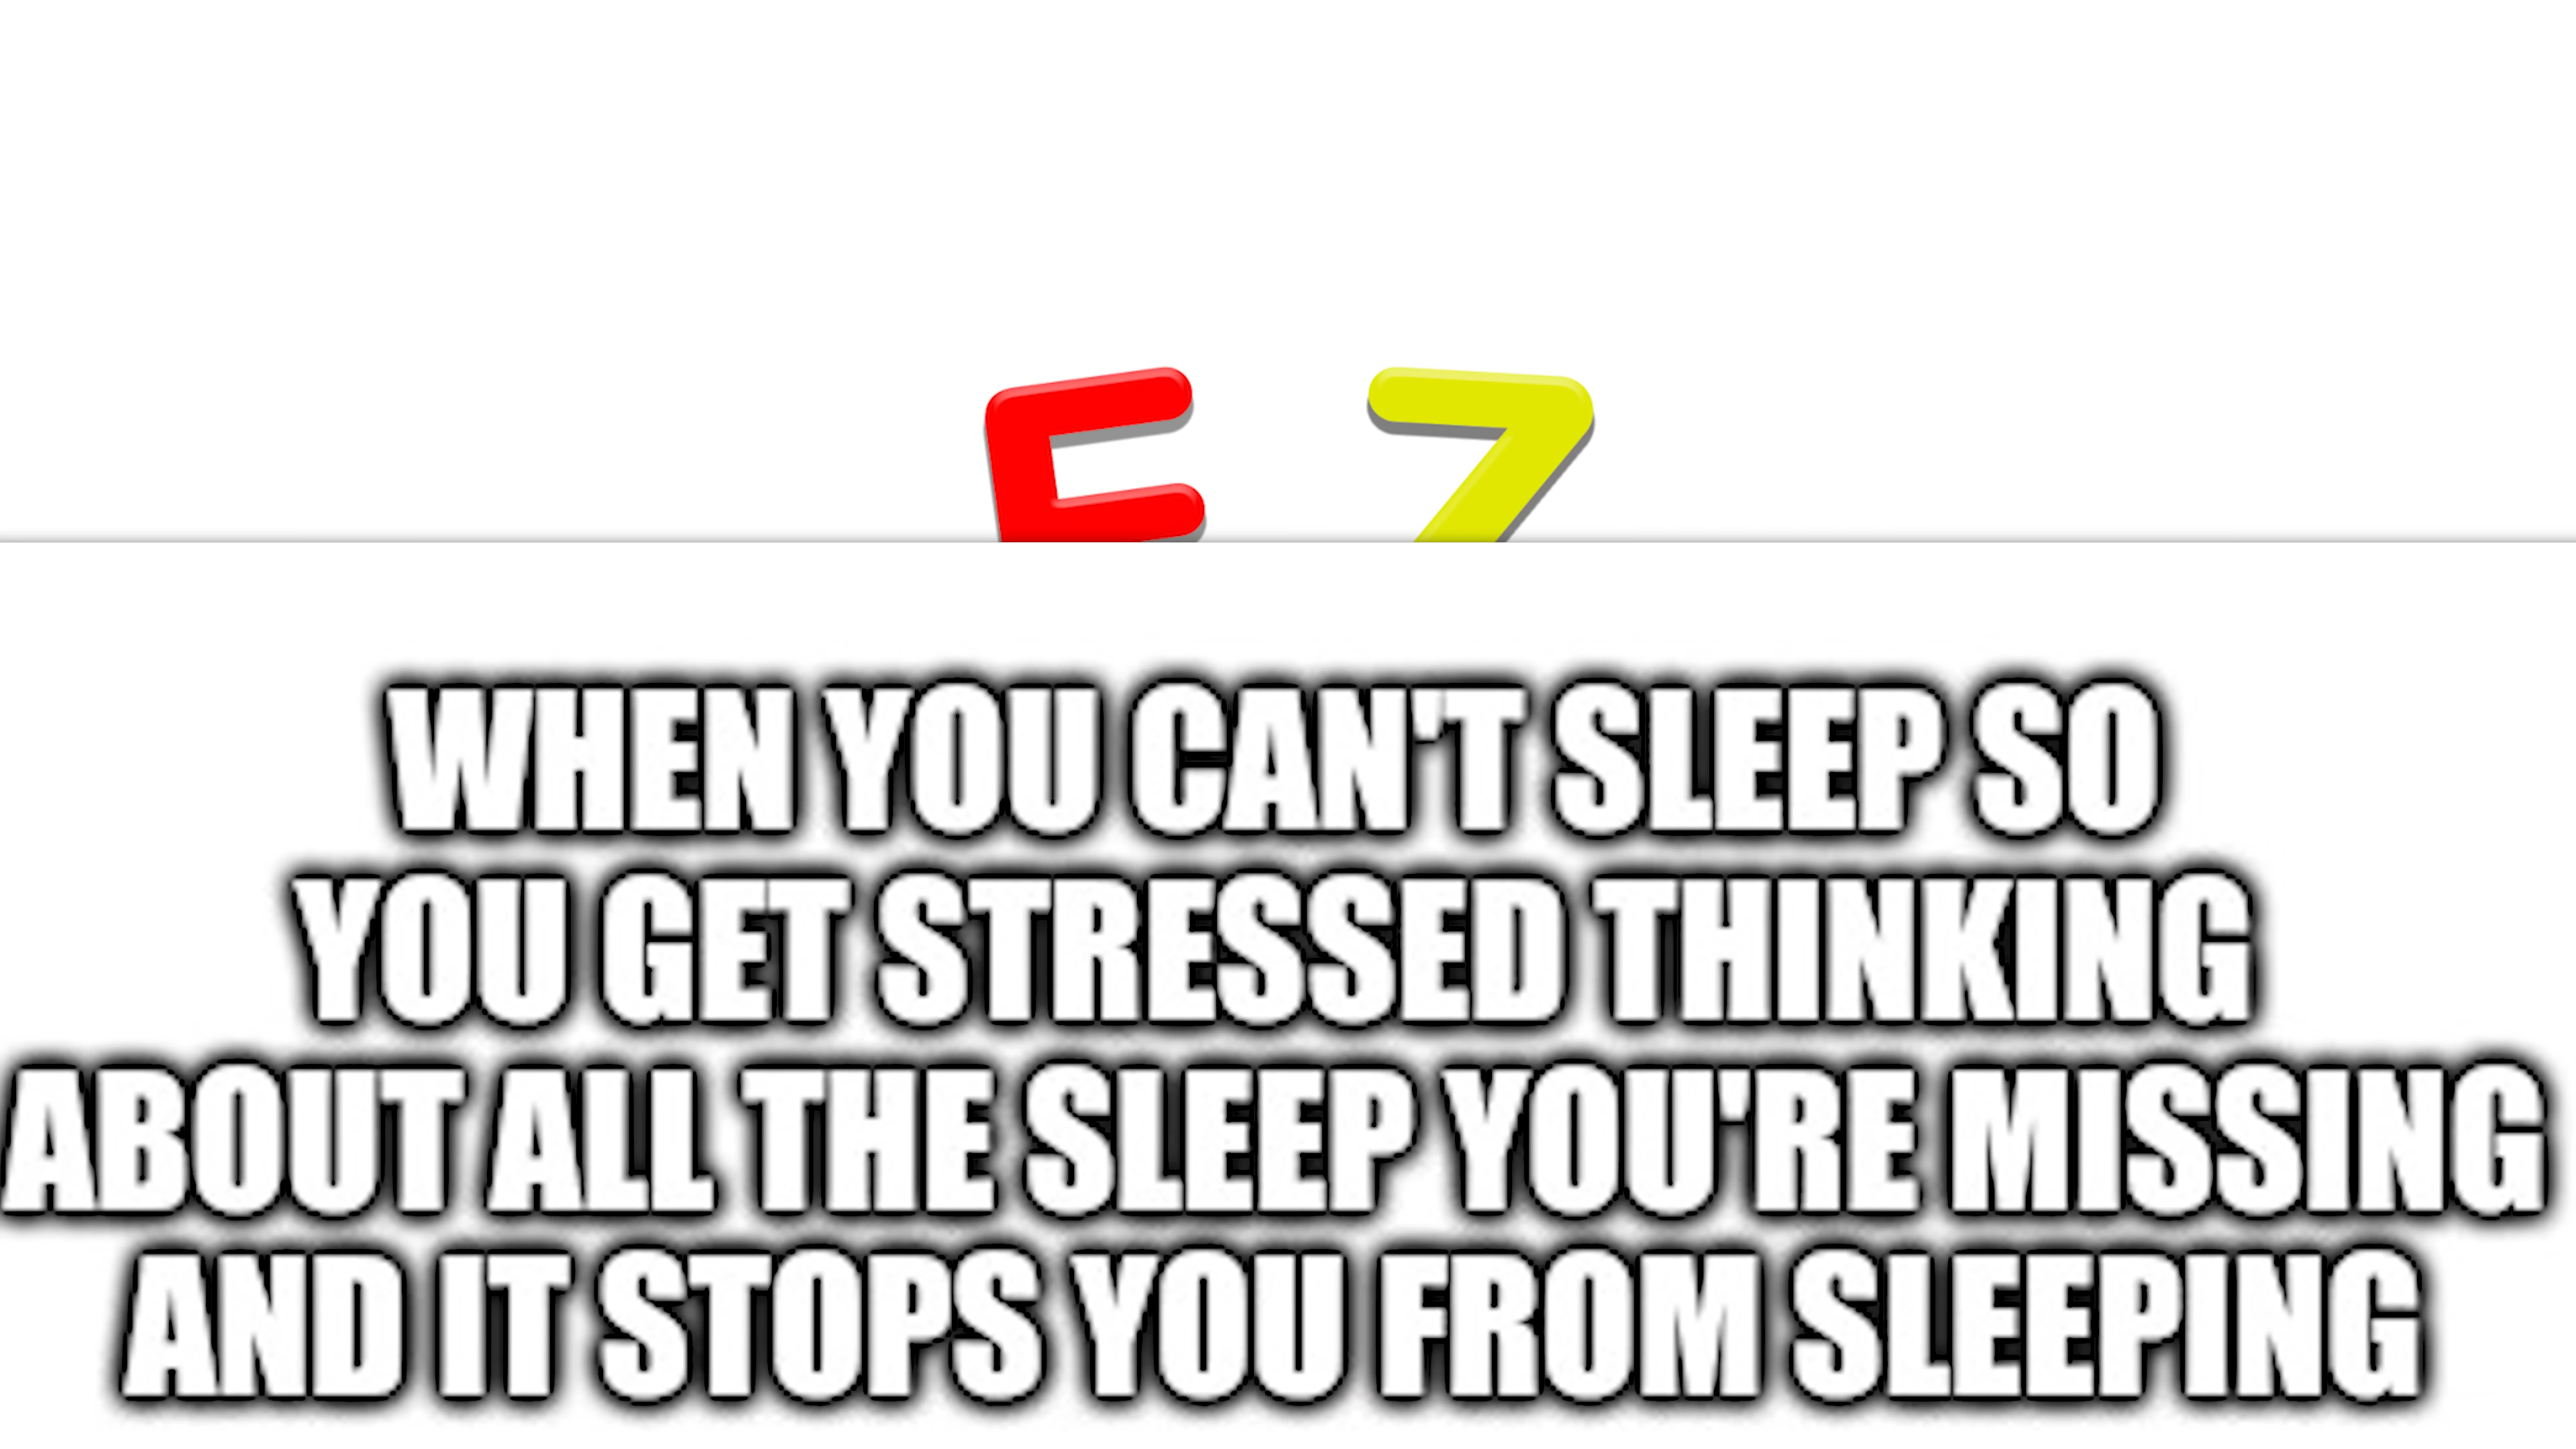 E Z
WHEN YOU CAN'T SLEEP SO
YOU GET STRESSED THINKING
ABOUT ALL THE SLEEP YOU'RE MISSING
AND IT STOPS YOU FROM SLEEPING